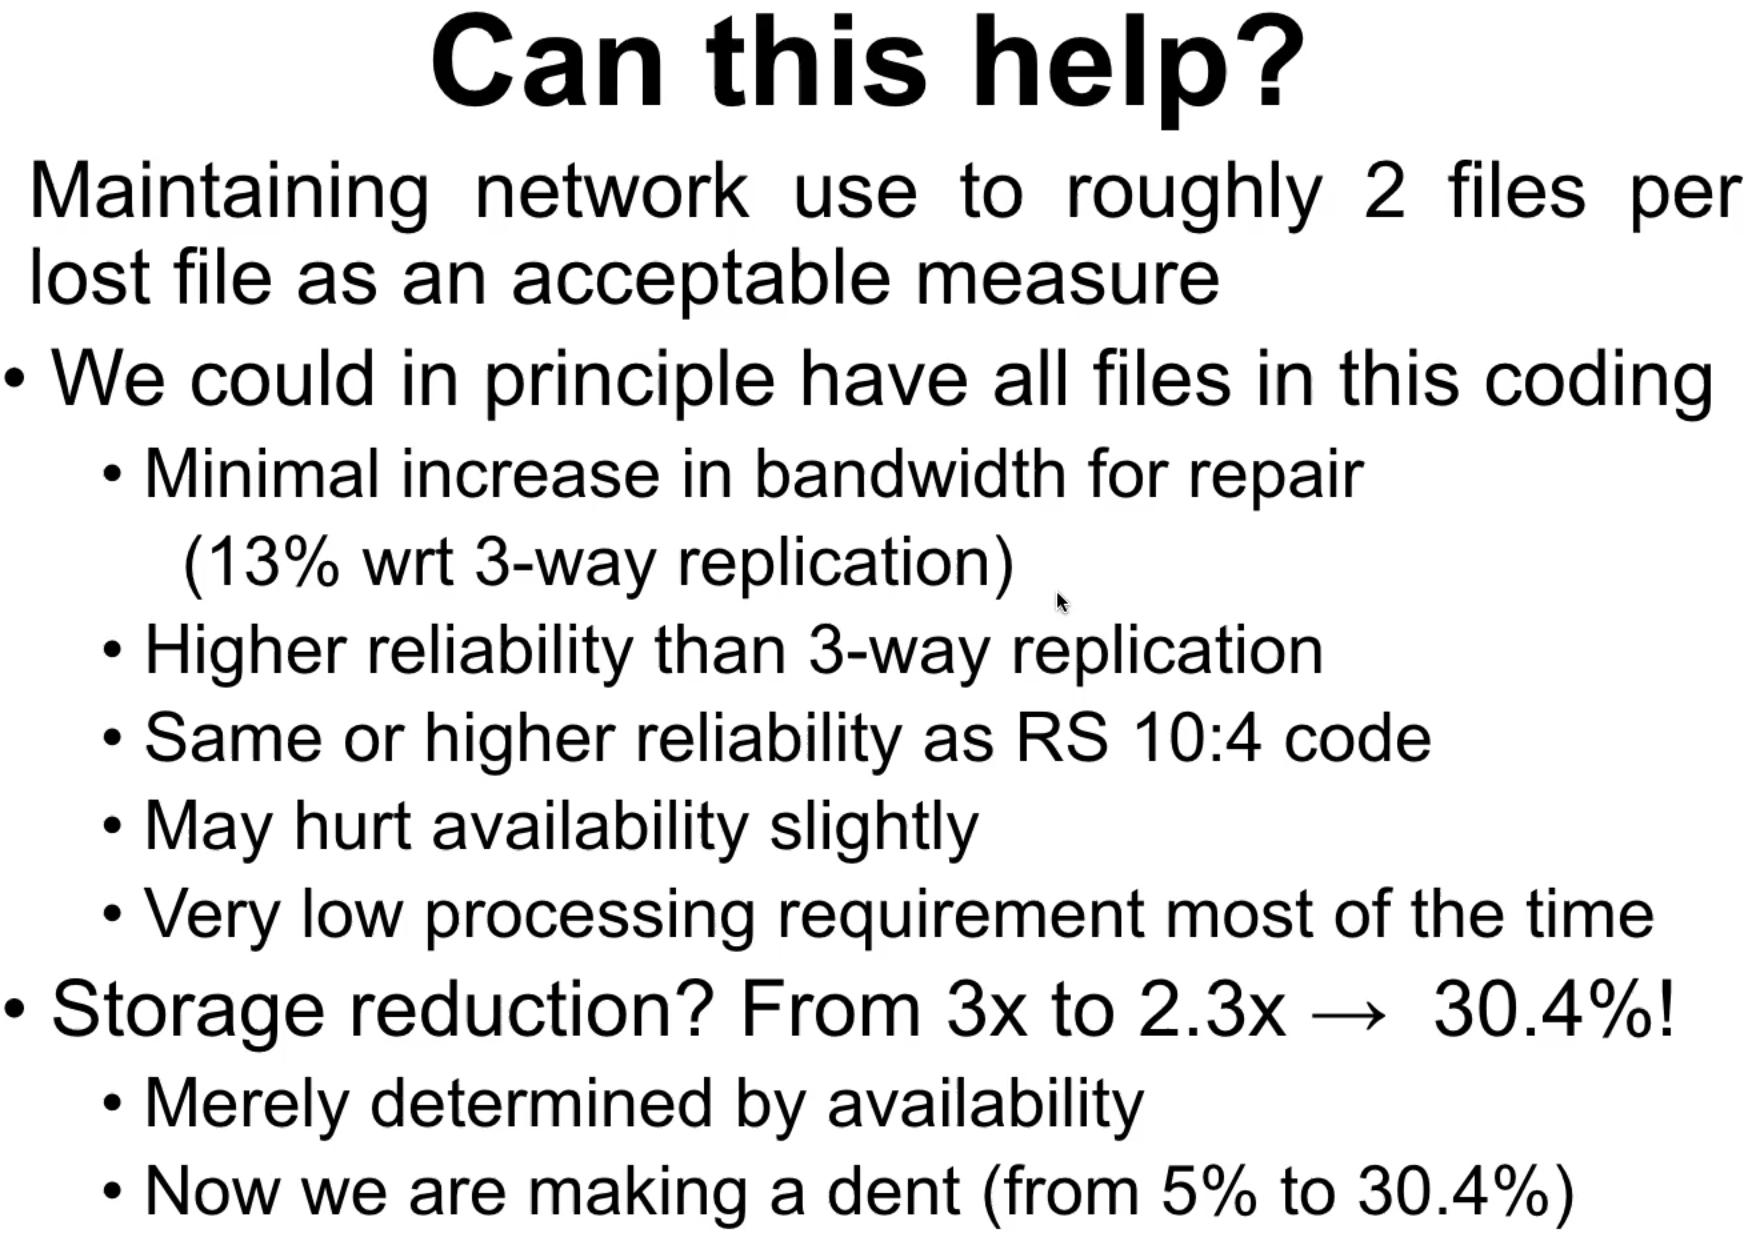 Can this help?
Maintaining network use to roughly 2 files per
lost file as an acceptable measure
• We could in principle have all files in this coding
• Minimal increase in bandwidth for repair
(13% wrt 3-way replication)
• Higher reliability than 3-way replication
• Same or higher reliability as RS 10:4 code
• May hurt availability slightly
• Very low processing requirement most of the time
• Storage reduction? From 3x to 2.3x → 30.4%!
• Merely determined by availability
• Now we are making a dent (from 5% to 30.4%)